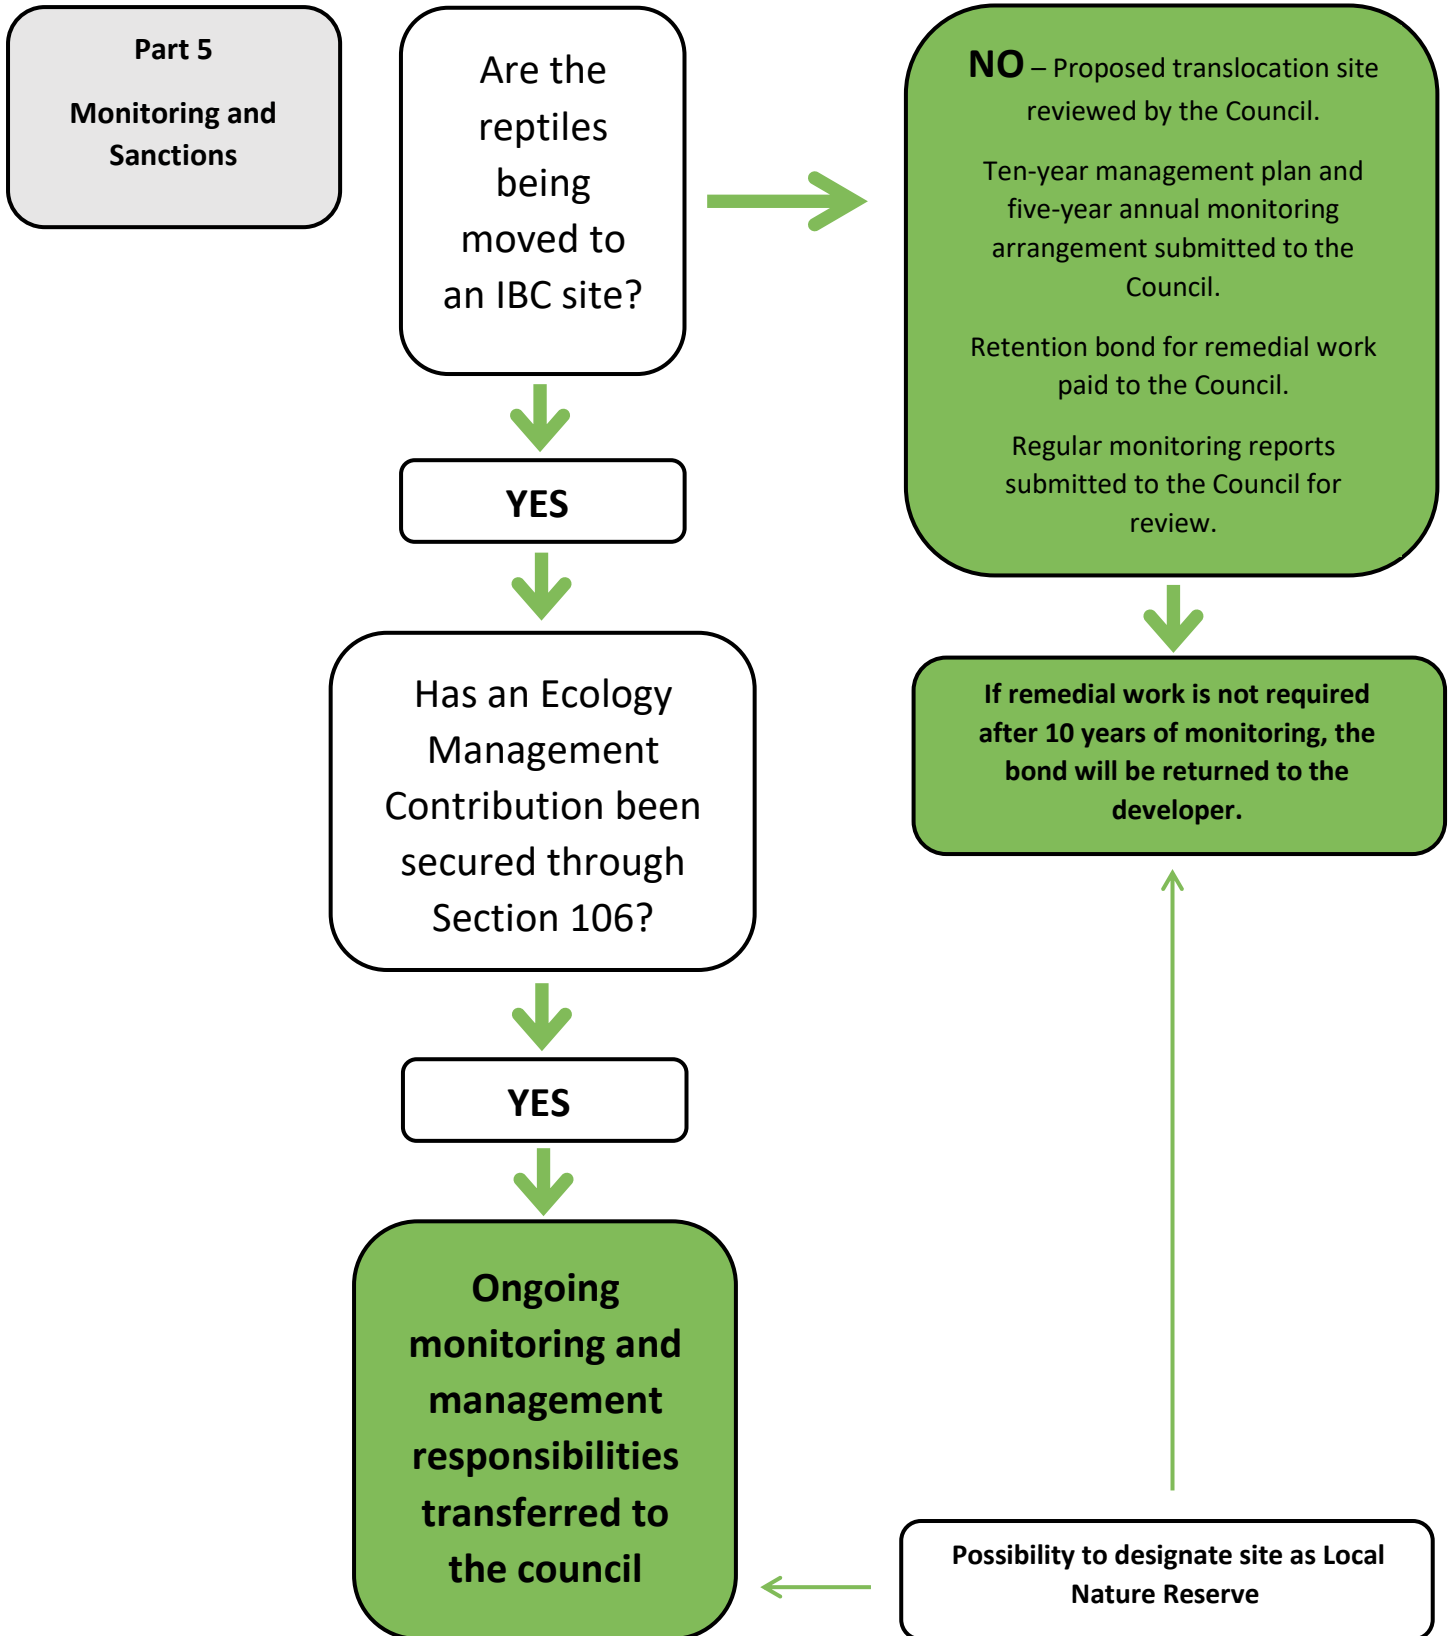 Part 5
Monitoring and
Sanctions
Are the
reptiles
being
moved to
an IBC site?
NO – Proposed translocation site
reviewed by the Council.
Ten-year management plan and
five-year annual monitoring
arrangement submitted to the
Council.
Retention bond for remedial work
paid to the Council.
Regular monitoring reports
submitted to the Council for
review.
YES
If remedial work is not required
after 10 years of monitoring, the
bond will be returned to the
developer.
Has an Ecology
Management
Contribution been
secured through
Section 106?
YES
Ongoing
monitoring and
management
responsibilities
transferred to
the council
Possibility to designate site as Local
Nature Reserve